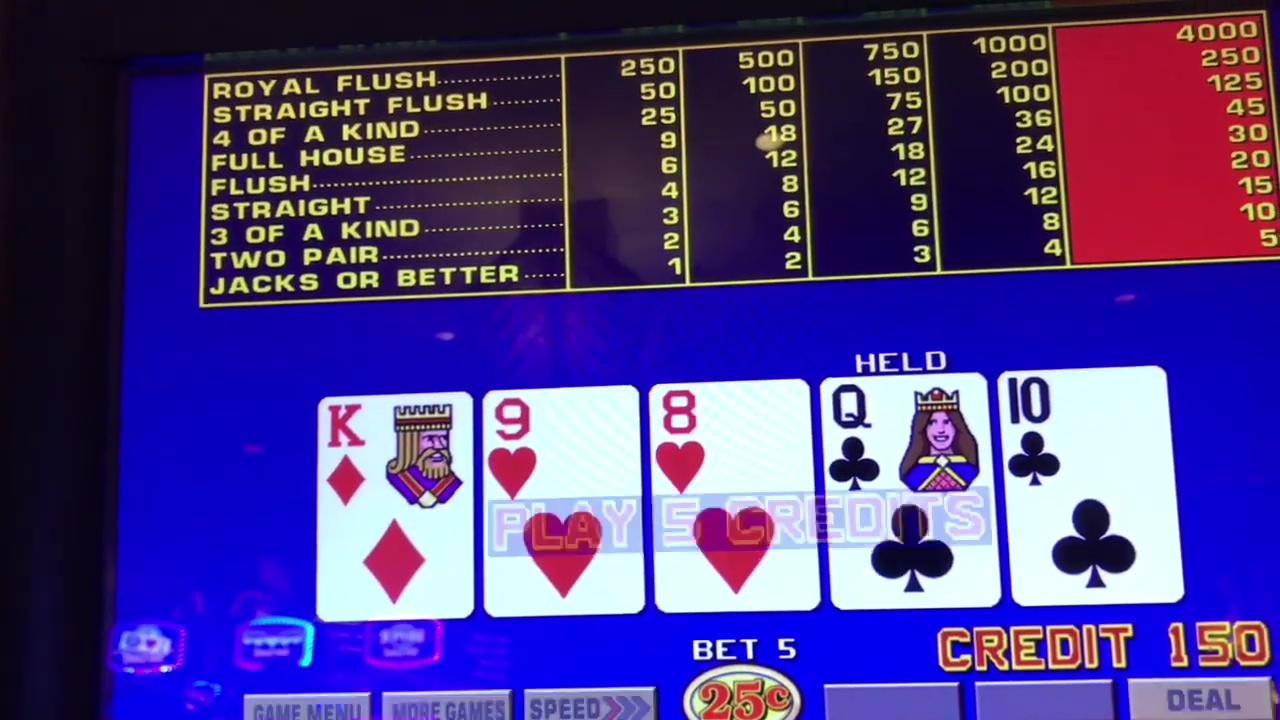 ROYAL FLUSH 250 500 750 1000 4000
STRAIGHT FLUSH 50 100 150 200 250
4 OF A KIND 25 50 75 100 125
FULL HOUSE 9 18 27 36 45
FLUSH 6 12 18 24 30
STRAIGHT 4 8 12 16 20
3 OF A KIND 3 6 9 12 15
TWO PAIR 2 4 6 8 10
JACKS OR BETTER 1 2 3 4 5
HELD
K 9 8 Q 10
PLAY 5 CREDITS
BET 5
CREDIT 150
25¢
GAME MENU MORE GAMES SPEED DEAL